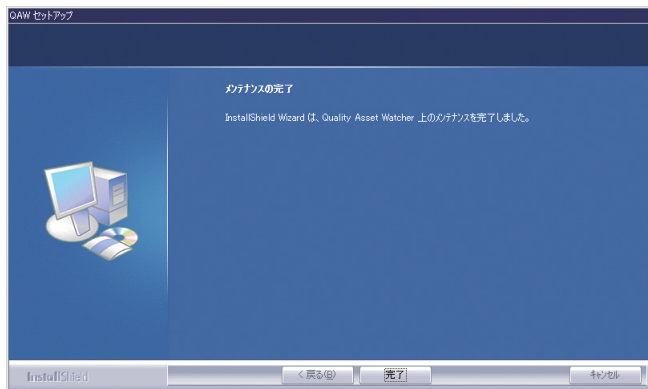 QAW セットアップ
メンテナンスの完了
InstallShield Wizard は、Quality Asset Watcher 上のメンテナンスを完了しました。
InstallShield
< 戻る(B)
完了
キャンセル